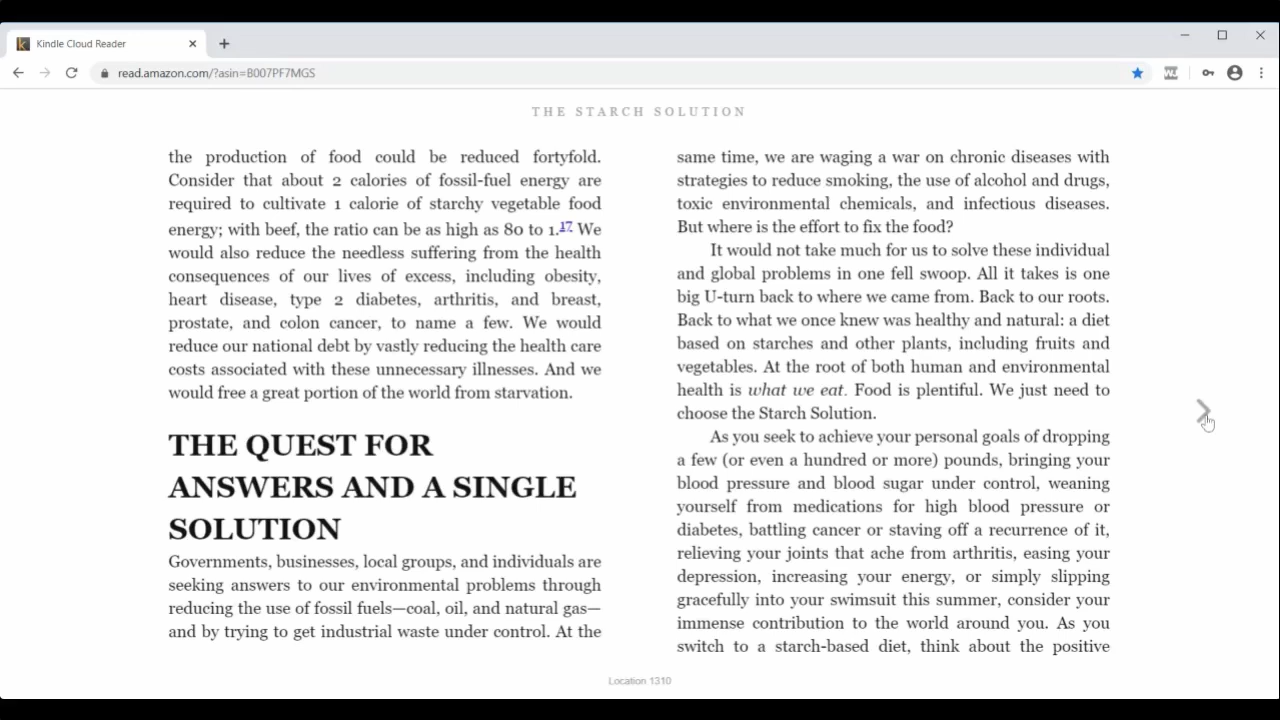 Kindle Cloud Reader
read.amazon.com/?asin=B007PF7MGS
THE STARCH SOLUTION
the production of food could be reduced fortyfold.
Consider that about 2 calories of fossil-fuel energy are
required to cultivate 1 calorie of starchy vegetable food
energy; with beef, the ratio can be as high as 80 to 1.17 We
would also reduce the needless suffering from the health
consequences of our lives of excess, including obesity,
heart disease, type 2 diabetes, arthritis, and breast,
prostate, and colon cancer, to name a few. We would
reduce our national debt by vastly reducing the health care
costs associated with these unnecessary illnesses. And we
would free a great portion of the world from starvation.
THE QUEST FOR
ANSWERS AND A SINGLE
SOLUTION
Governments, businesses, local groups, and individuals are
seeking answers to our environmental problems through
reducing the use of fossil fuels—coal, oil, and natural gas—
and by trying to get industrial waste under control. At the
same time, we are waging a war on chronic diseases with
strategies to reduce smoking, the use of alcohol and drugs,
toxic environmental chemicals, and infectious diseases.
But where is the effort to fix the food?
It would not take much for us to solve these individual
and global problems in one fell swoop. All it takes is one
big U-turn back to where we came from. Back to our roots.
Back to what we once knew was healthy and natural: a diet
based on starches and other plants, including fruits and
vegetables. At the root of both human and environmental
health is what we eat. Food is plentiful. We just need to
choose the Starch Solution.
As you seek to achieve your personal goals of dropping
a few (or even a hundred or more) pounds, bringing your
blood pressure and blood sugar under control, weaning
yourself from medications for high blood pressure or
diabetes, battling cancer or staving off a recurrence of it,
relieving your joints that ache from arthritis, easing your
depression, increasing your energy, or simply slipping
gracefully into your swimsuit this summer, consider your
immense contribution to the world around you. As you
switch to a starch-based diet, think about the positive
Location 1310